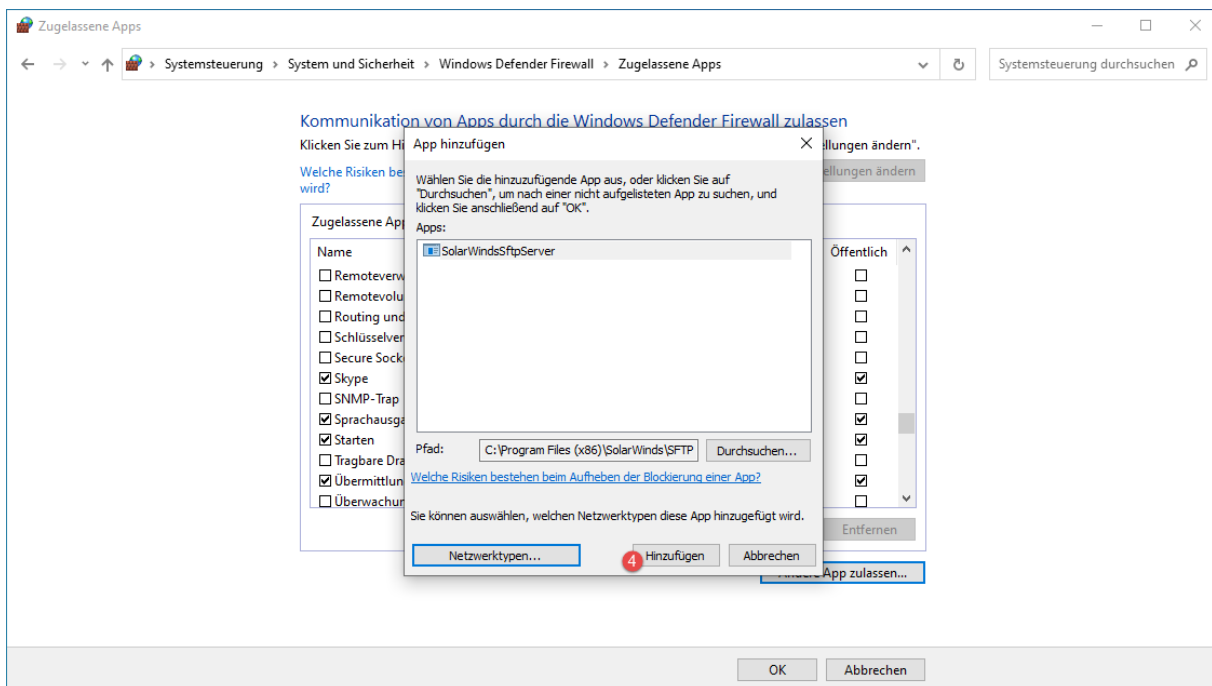 Zugelassene Apps
Systemsteuerung > System und Sicherheit > Windows Defender Firewall > Zugelassene Apps
Systemsteuerung durchsuchen
Kommunikation von Apps durch die Windows Defender Firewall zulassen
Klicken Sie zum Hi
llungen ändern".
Welche Risiken be
ellungen ändern
wird?
Zugelassene App
Name
Öffentlich
Remoteverw
Remotevolu
Routing und
Schlüsselver
Secure Sock
Skype
SNMP-Trap
Sprachausga
Starten
Tragbare Dra
Übermittlun
Überwachun
Entfernen
App zulassen...
App hinzufügen
Wählen Sie die hinzuzufügende App aus, oder klicken Sie auf
"Durchsuchen", um nach einer nicht aufgelisteten App zu suchen, und
klicken Sie anschließend auf "OK".
Apps:
SolarWindsSftpServer
Pfad:
C:\Program Files (x86)\SolarWinds\SFTP
Durchsuchen...
Welche Risiken bestehen beim Aufheben der Blockierung einer App?
Sie können auswählen, welchen Netzwerktypen diese App hinzugefügt wird.
Netzwerktypen...
4
Hinzufügen
Abbrechen
OK
Abbrechen